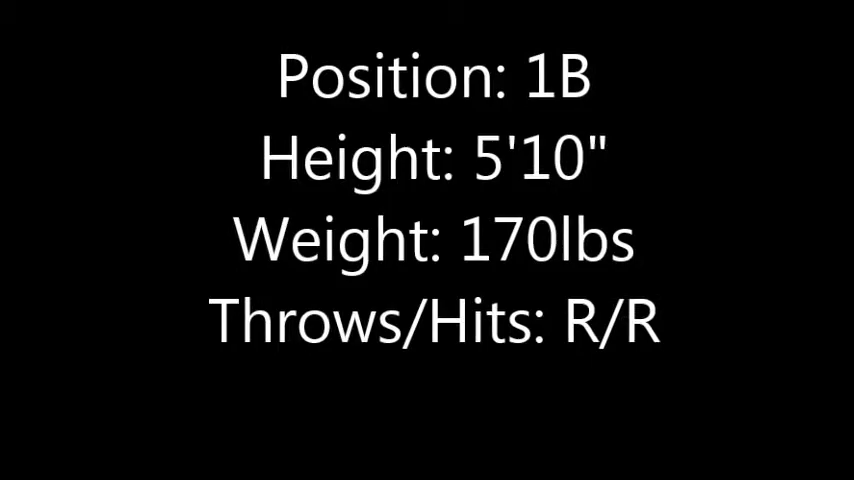 Position: 1B
Height: 5'10"
Weight: 170lbs
Throws/Hits: R/R